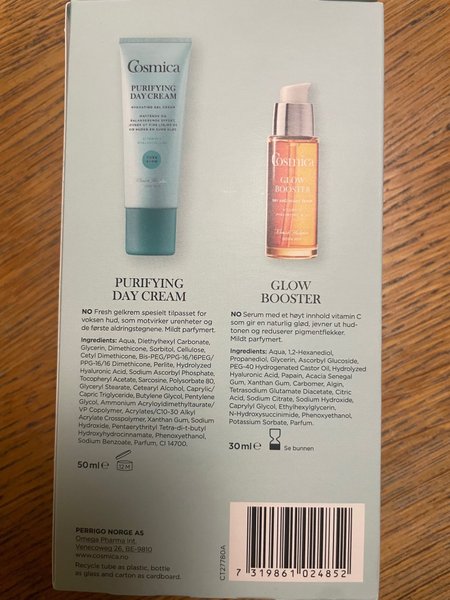 Cosmica
PURIFYING
DAY CREAM
HYDRATING GEL CREAM
Cosmica
GLOW
BOOSTER
PURIFYING
DAY CREAM
NO Fresh gelkrem spesielt tilpasset for
voksen hud, som motvirker urenheter og
de første aldringstegnene. Mildt parfymert.
Ingredients: Aqua, Diethylhexyl Carbonate,
Glycerin, Dimethicone, Sorbitol, Cellulose,
Cetyl Dimethicone, Bis-PEG/PPG-16/16PEG/
PPG-16/16 Dimethicone, Perlite, Hydrolyzed
Hyaluronic Acid, Sodium Ascorbyl Phosphate,
Tocopheryl Acetate, Sarcosine, Polysorbate 80,
Glyceryl Stearate, Cetearyl Alcohol, Caprylic/
Capric Triglyceride, Butylene Glycol, Pentylene
Glycol, Ammonium Acryloyldimethyltaurate/
VP Copolymer, Acrylates/C10-30 Alkyl
Acrylate Crosspolymer, Xanthan Gum, Sodium
Hydroxide, Pentaerythrityl Tetra-di-t-butyl
Hydroxyhydrocinnamate, Phenoxyethanol,
Sodium Benzoate, Parfum, CI 14700.
50 ml e
12 M
GLOW
BOOSTER
NO Serum med et høyt innhold vitamin C
som gir en naturlig glød, jevner ut hud-
tonen og reduserer pigmentflekker.
Mildt parfymert.
Ingredients: Aqua, 1,2-Hexanediol,
Propanediol, Glycerin, Ascorbyl Glucoside,
PEG-40 Hydrogenated Castor Oil, Hydrolyzed
Hyaluronic Acid, Papain, Acacia Senegal
Gum, Xanthan Gum, Carbomer, Algin,
Tetrasodium Glutamate Diacetate, Citric
Acid, Sodium Citrate, Sodium Hydroxide,
Caprylyl Glycol, Ethylhexylglycerin,
N-Hydroxysuccinimide, Phenoxyethanol,
Potassium Sorbate, Parfum.
30 ml e
Se bunnen
PERRIGO NORGE AS
Omega Pharma Int.
Venecoweg 26, BE-9810
www.cosmica.no
Recycle tube as plastic, bottle
as glass and carton as cardboard.
CT2778OA
7 319861 024852